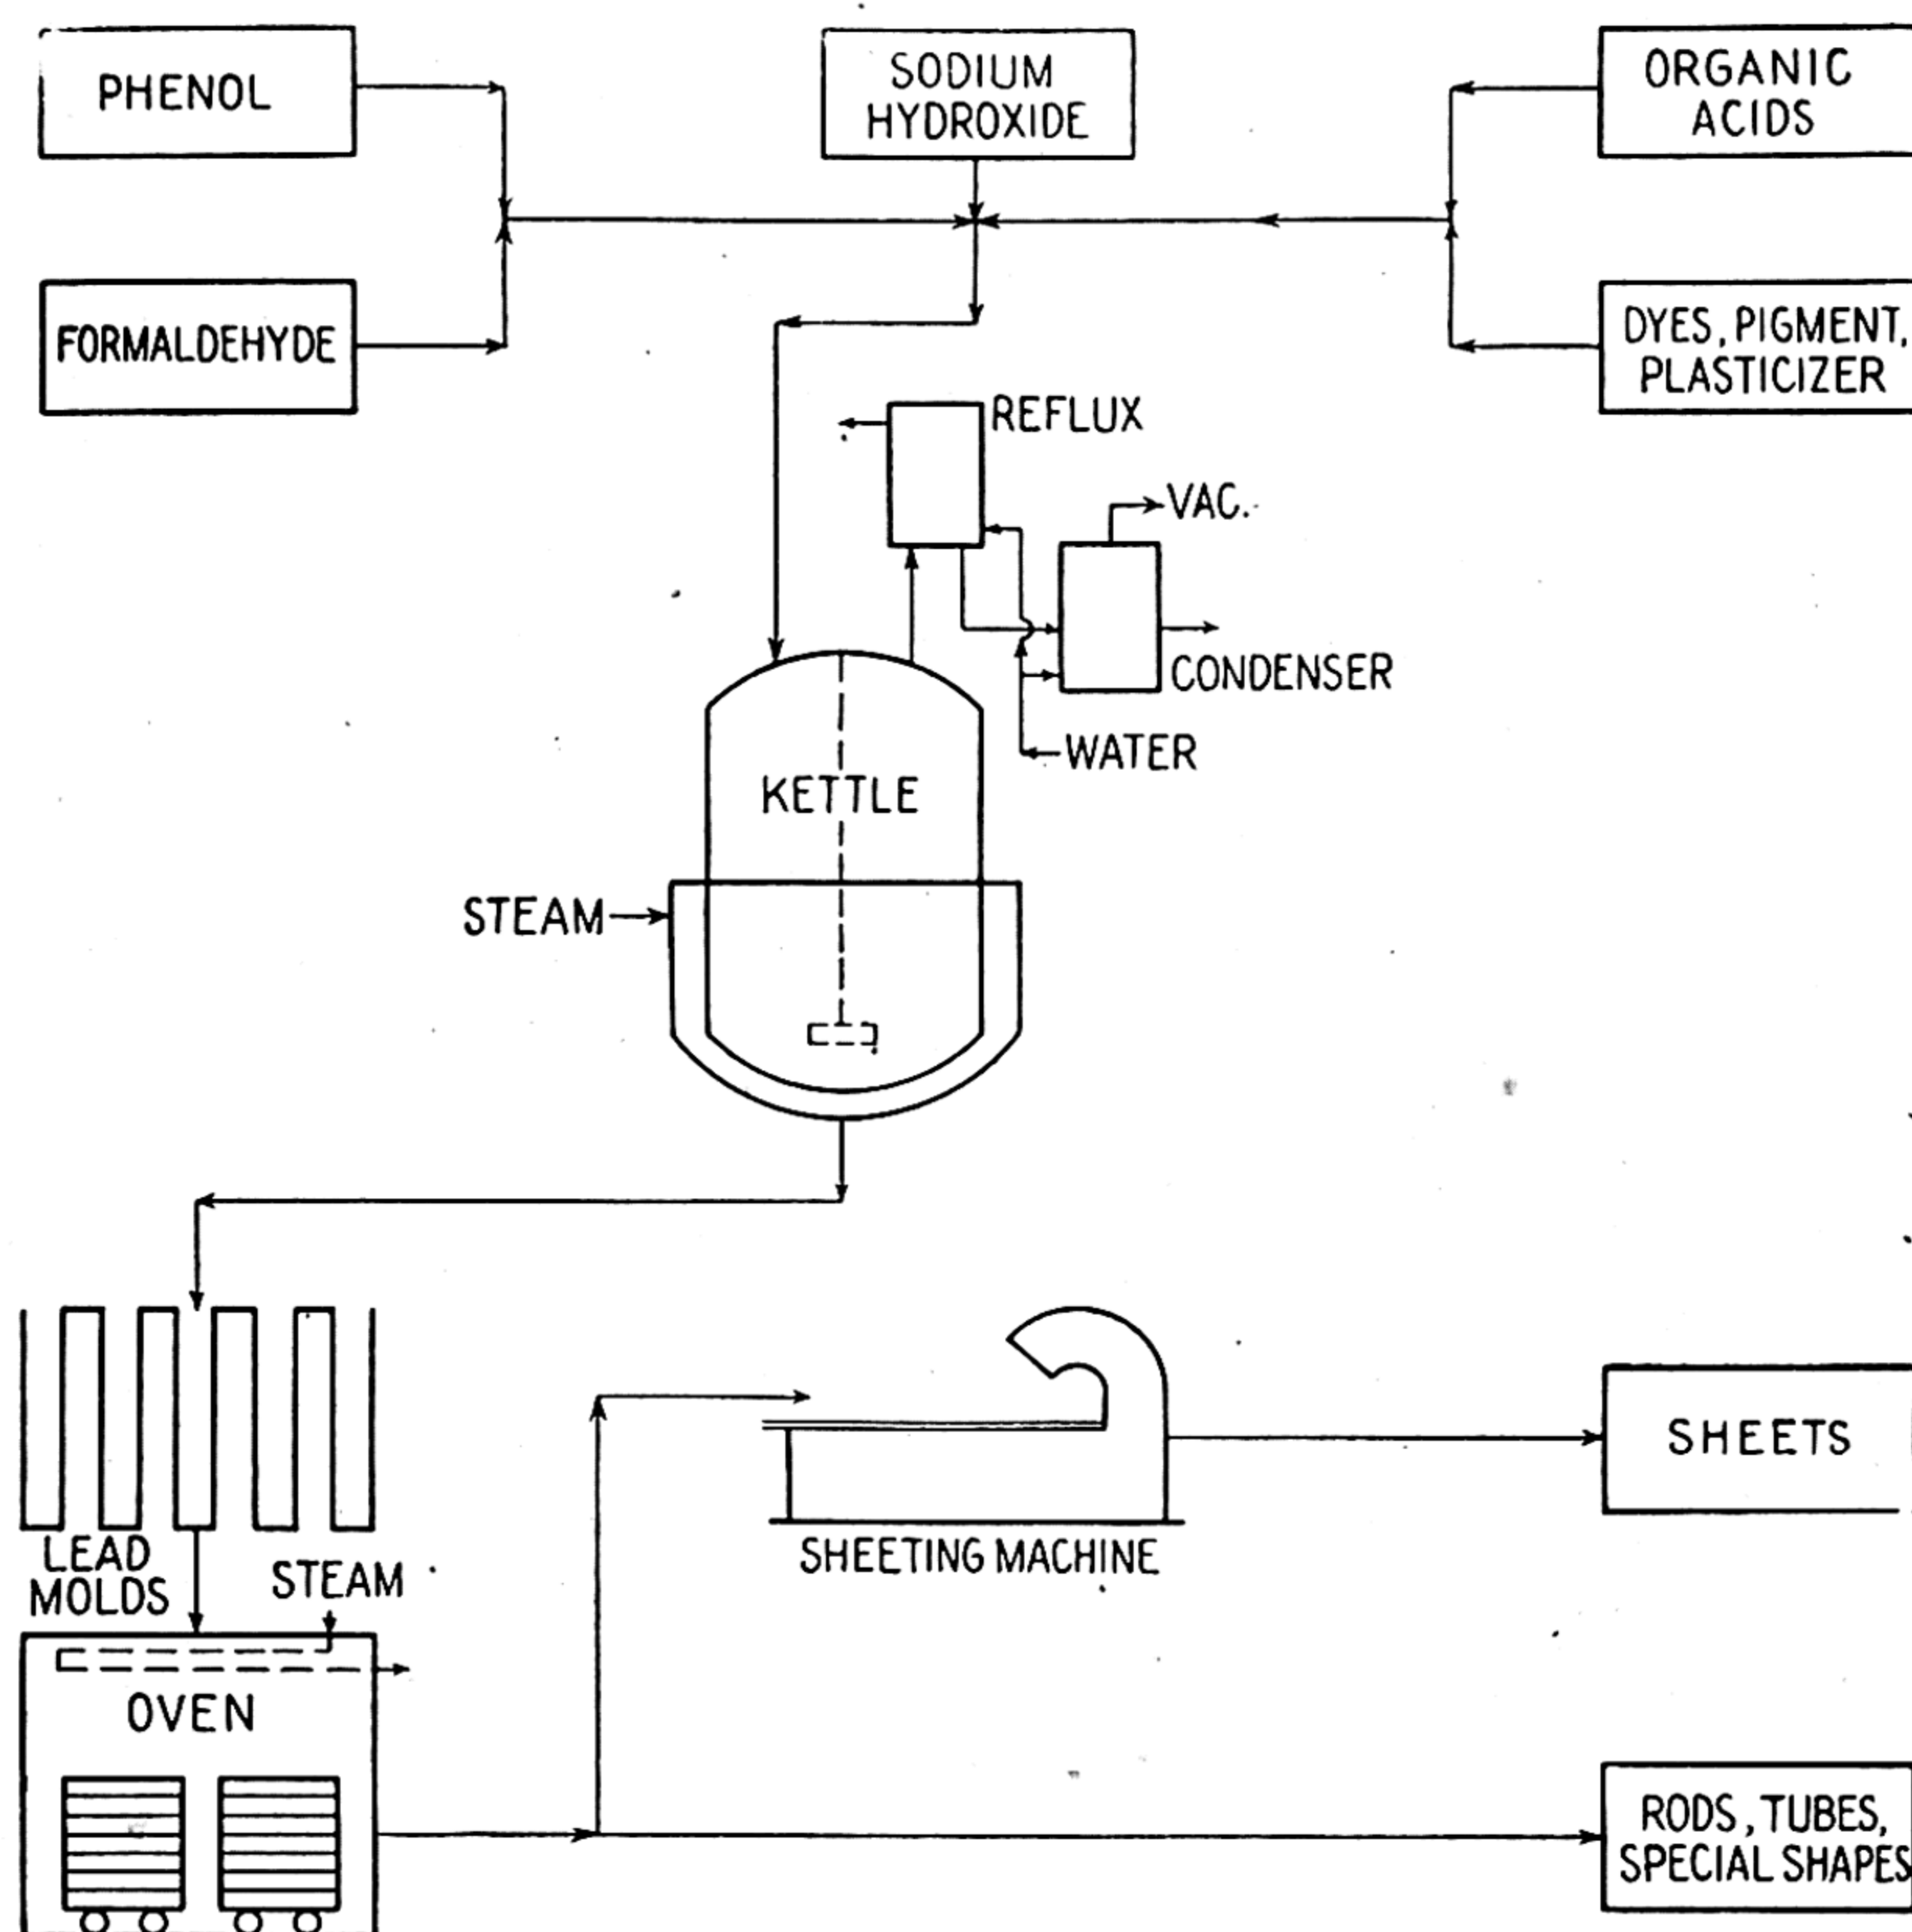 PHENOL
SODIUM
HYDROXIDE
ORGANIC
ACIDS
FORMALDEHYDE
DYES, PIGMENT,
PLASTICIZER
REFLUX
VAC.
CONDENSER
WATER
KETTLE
STEAM
LEAD
MOLDS
STEAM
SHEETING MACHINE
SHEETS
OVEN
RODS, TUBES,
SPECIAL SHAPES